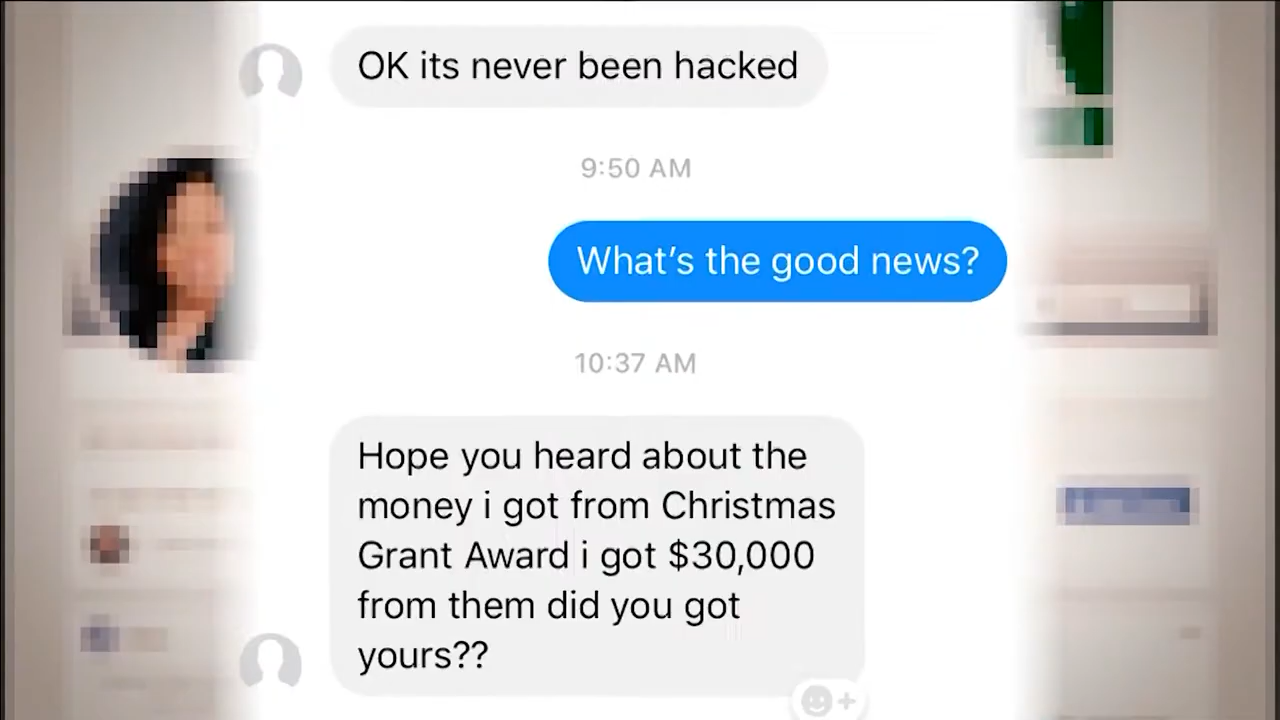 OK its never been hacked
9:50 AM
What’s the good news?
10:37 AM
Hope you heard about the
money i got from Christmas
Grant Award i got $30,000
from them did you got
yours??